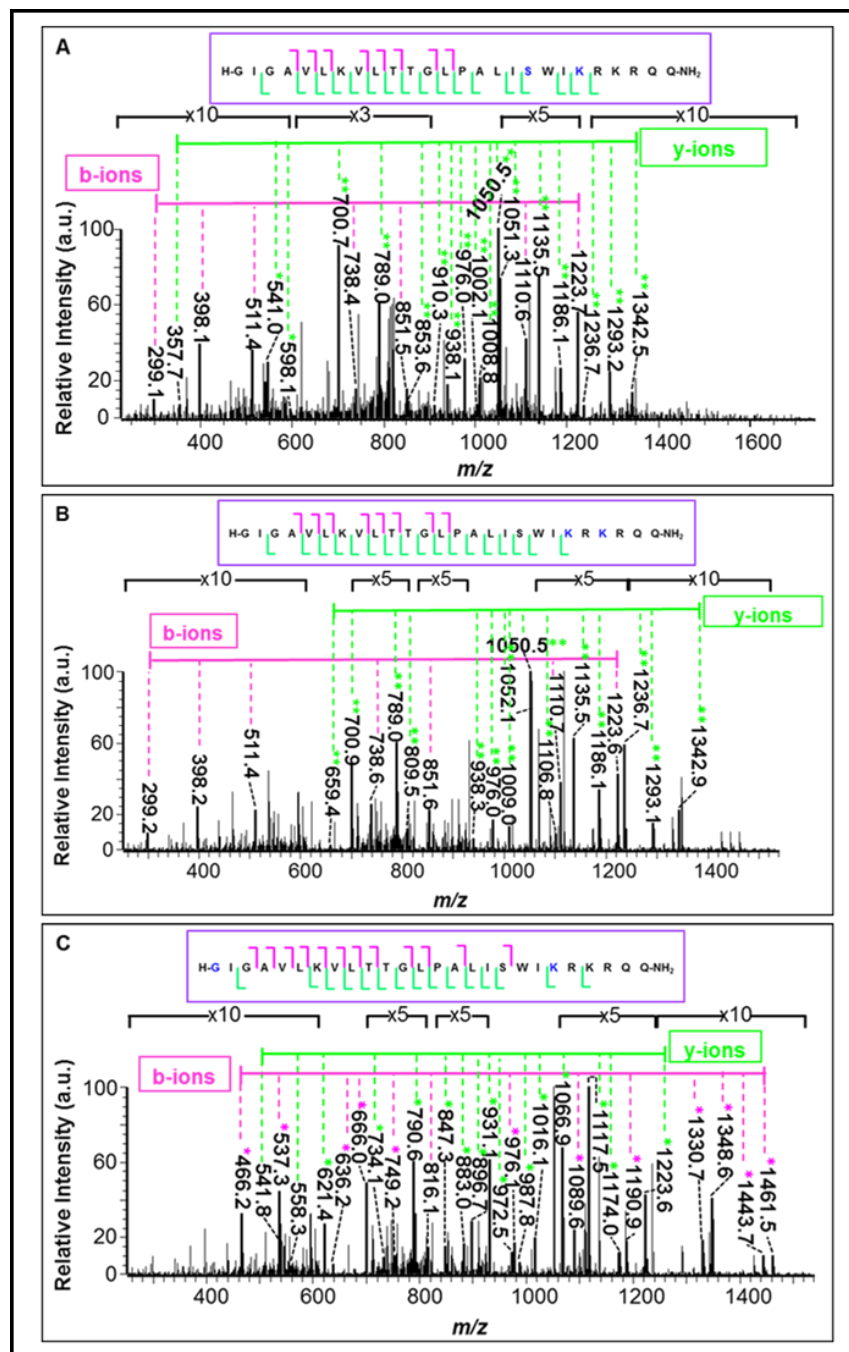 A
H-G I G A V L K V L T T G L P A L I S W I K R K R Q Q-NH2
x10 x3 x5 x10
y-ions
b-ions
Relative Intensity (a.u.)
100
60
20
0
299.1 357.7 398.1 511.4 541.0** 598.1** 700.7** 738.4 789.0** 851.5 853.6** 910.3** 938.1** 976.0** 1002.1** 1008.8** 1050.5** 1051.3** 1110.6 1135.5** 1186.1** 1223.7 1236.7** 1293.2** 1342.5**
400 600 800 1000 1200 1400 1600
m/z
B
H-G I G A V L K V L T T G L P A L I S W I K R K R Q Q-NH2
x10 x5 x5 x5 x10
b-ions
y-ions
Relative Intensity (a.u.)
100
60
20
0
299.2 398.2 511.4 659.4** 700.9** 738.6 789.0** 809.5** 851.6 938.3** 976.0** 1009.0** 1052.1 1050.5** 1106.8** 1110.7 1135.5** 1186.1** 1223.6 1236.7** 1293.1** 1342.9**
400 600 800 1000 1200 1400
m/z
C
H-G I G A V L K V L T T G L P A L I S W I K R K R Q Q-NH2
x10 x5 x5 x5 x10
b-ions
y-ions
Relative Intensity (a.u.)
100
60
20
0
466.2* 541.8 537.3* 558.3 621.4* 636.2* 666.0* 734.1* 749.2* 790.6* 816.1 847.3* 883.0* 896.7* 931.1* 972.5* 976.1* 987.8* 1016.1* 1066.9* 1089.6* 1117.5* 1174.0* 1190.9* 1223.6* 1330.7* 1348.6* 1443.7* 1461.5*
400 600 800 1000 1200 1400
m/z